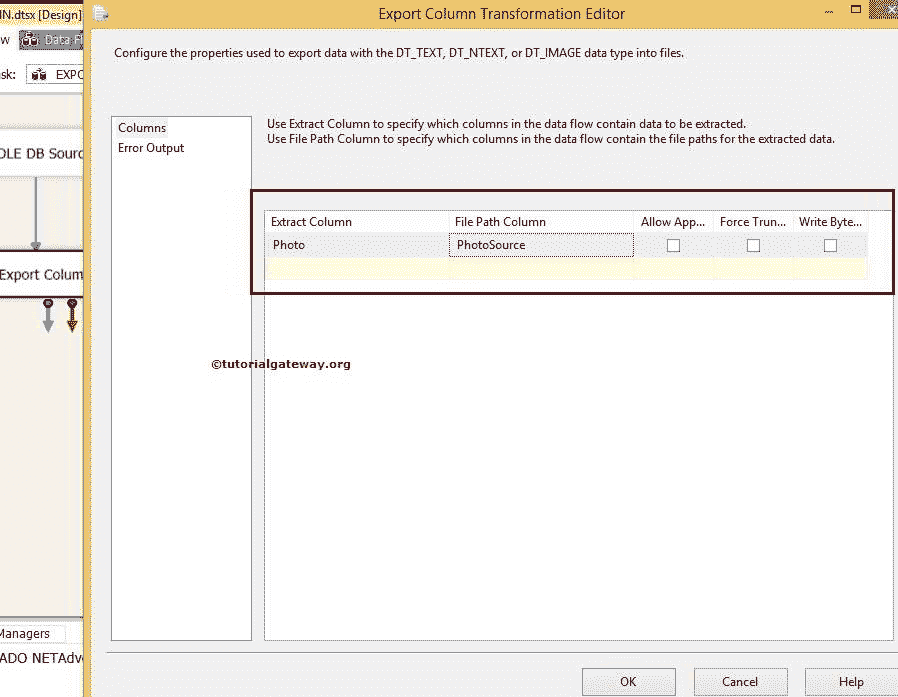 IN.dtsx [Design]
Export Column Transformation Editor
Data F
Configure the properties used to export data with the DT_TEXT, DT_NTEXT, or DT_IMAGE data type into files.
sk:
EXPO
Columns
Error Output
Use Extract Column to specify which columns in the data flow contain data to be extracted.
Use File Path Column to specify which columns in the data flow contain the file paths for the extracted data.
OLE DB Sourc
Extract Column File Path Column Allow App... Force Trun... Write Byte...
Photo PhotoSource
Export Colum
©tutorialgateway.org
Managers
ADO NETAdv
OK Cancel Help